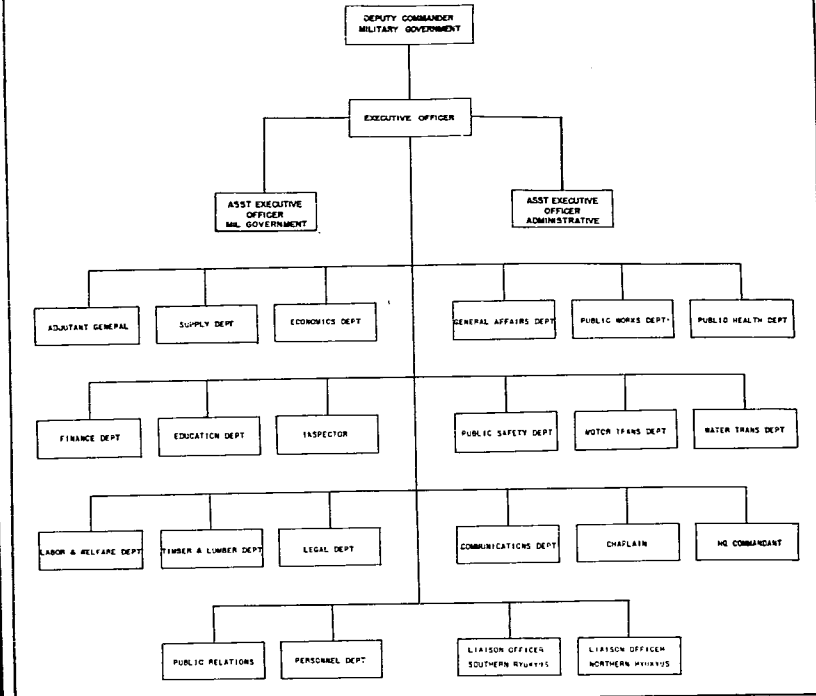 DEPUTY COMMANDER
MILITARY GOVERNMENT
EXECUTIVE OFFICER
ASST EXECUTIVE
OFFICER
MIL GOVERNMENT
ASST EXECUTIVE
OFFICER
ADMINISTRATIVE
ADJUTANT GENERAL
SUPPLY DEPT
ECONOMICS DEPT
GENERAL AFFAIRS DEPT
PUBLIC WORKS DEPT
PUBLIC HEALTH DEPT
FINANCE DEPT
EDUCATION DEPT
INSPECTOR
PUBLIC SAFETY DEPT
MOTOR TRANS DEPT
WATER TRANS DEPT
LABOR & WELFARE DEPT
TIMBER & LUMBER DEPT
LEGAL DEPT
COMMUNICATIONS DEPT
CHAPLAIN
HQ COMMANDANT
PUBLIC RELATIONS
PERSONNEL DEPT
LIAISON OFFICER
SOUTHERN RYUKYUS
LIAISON OFFICER
NORTHERN RYUKYUS